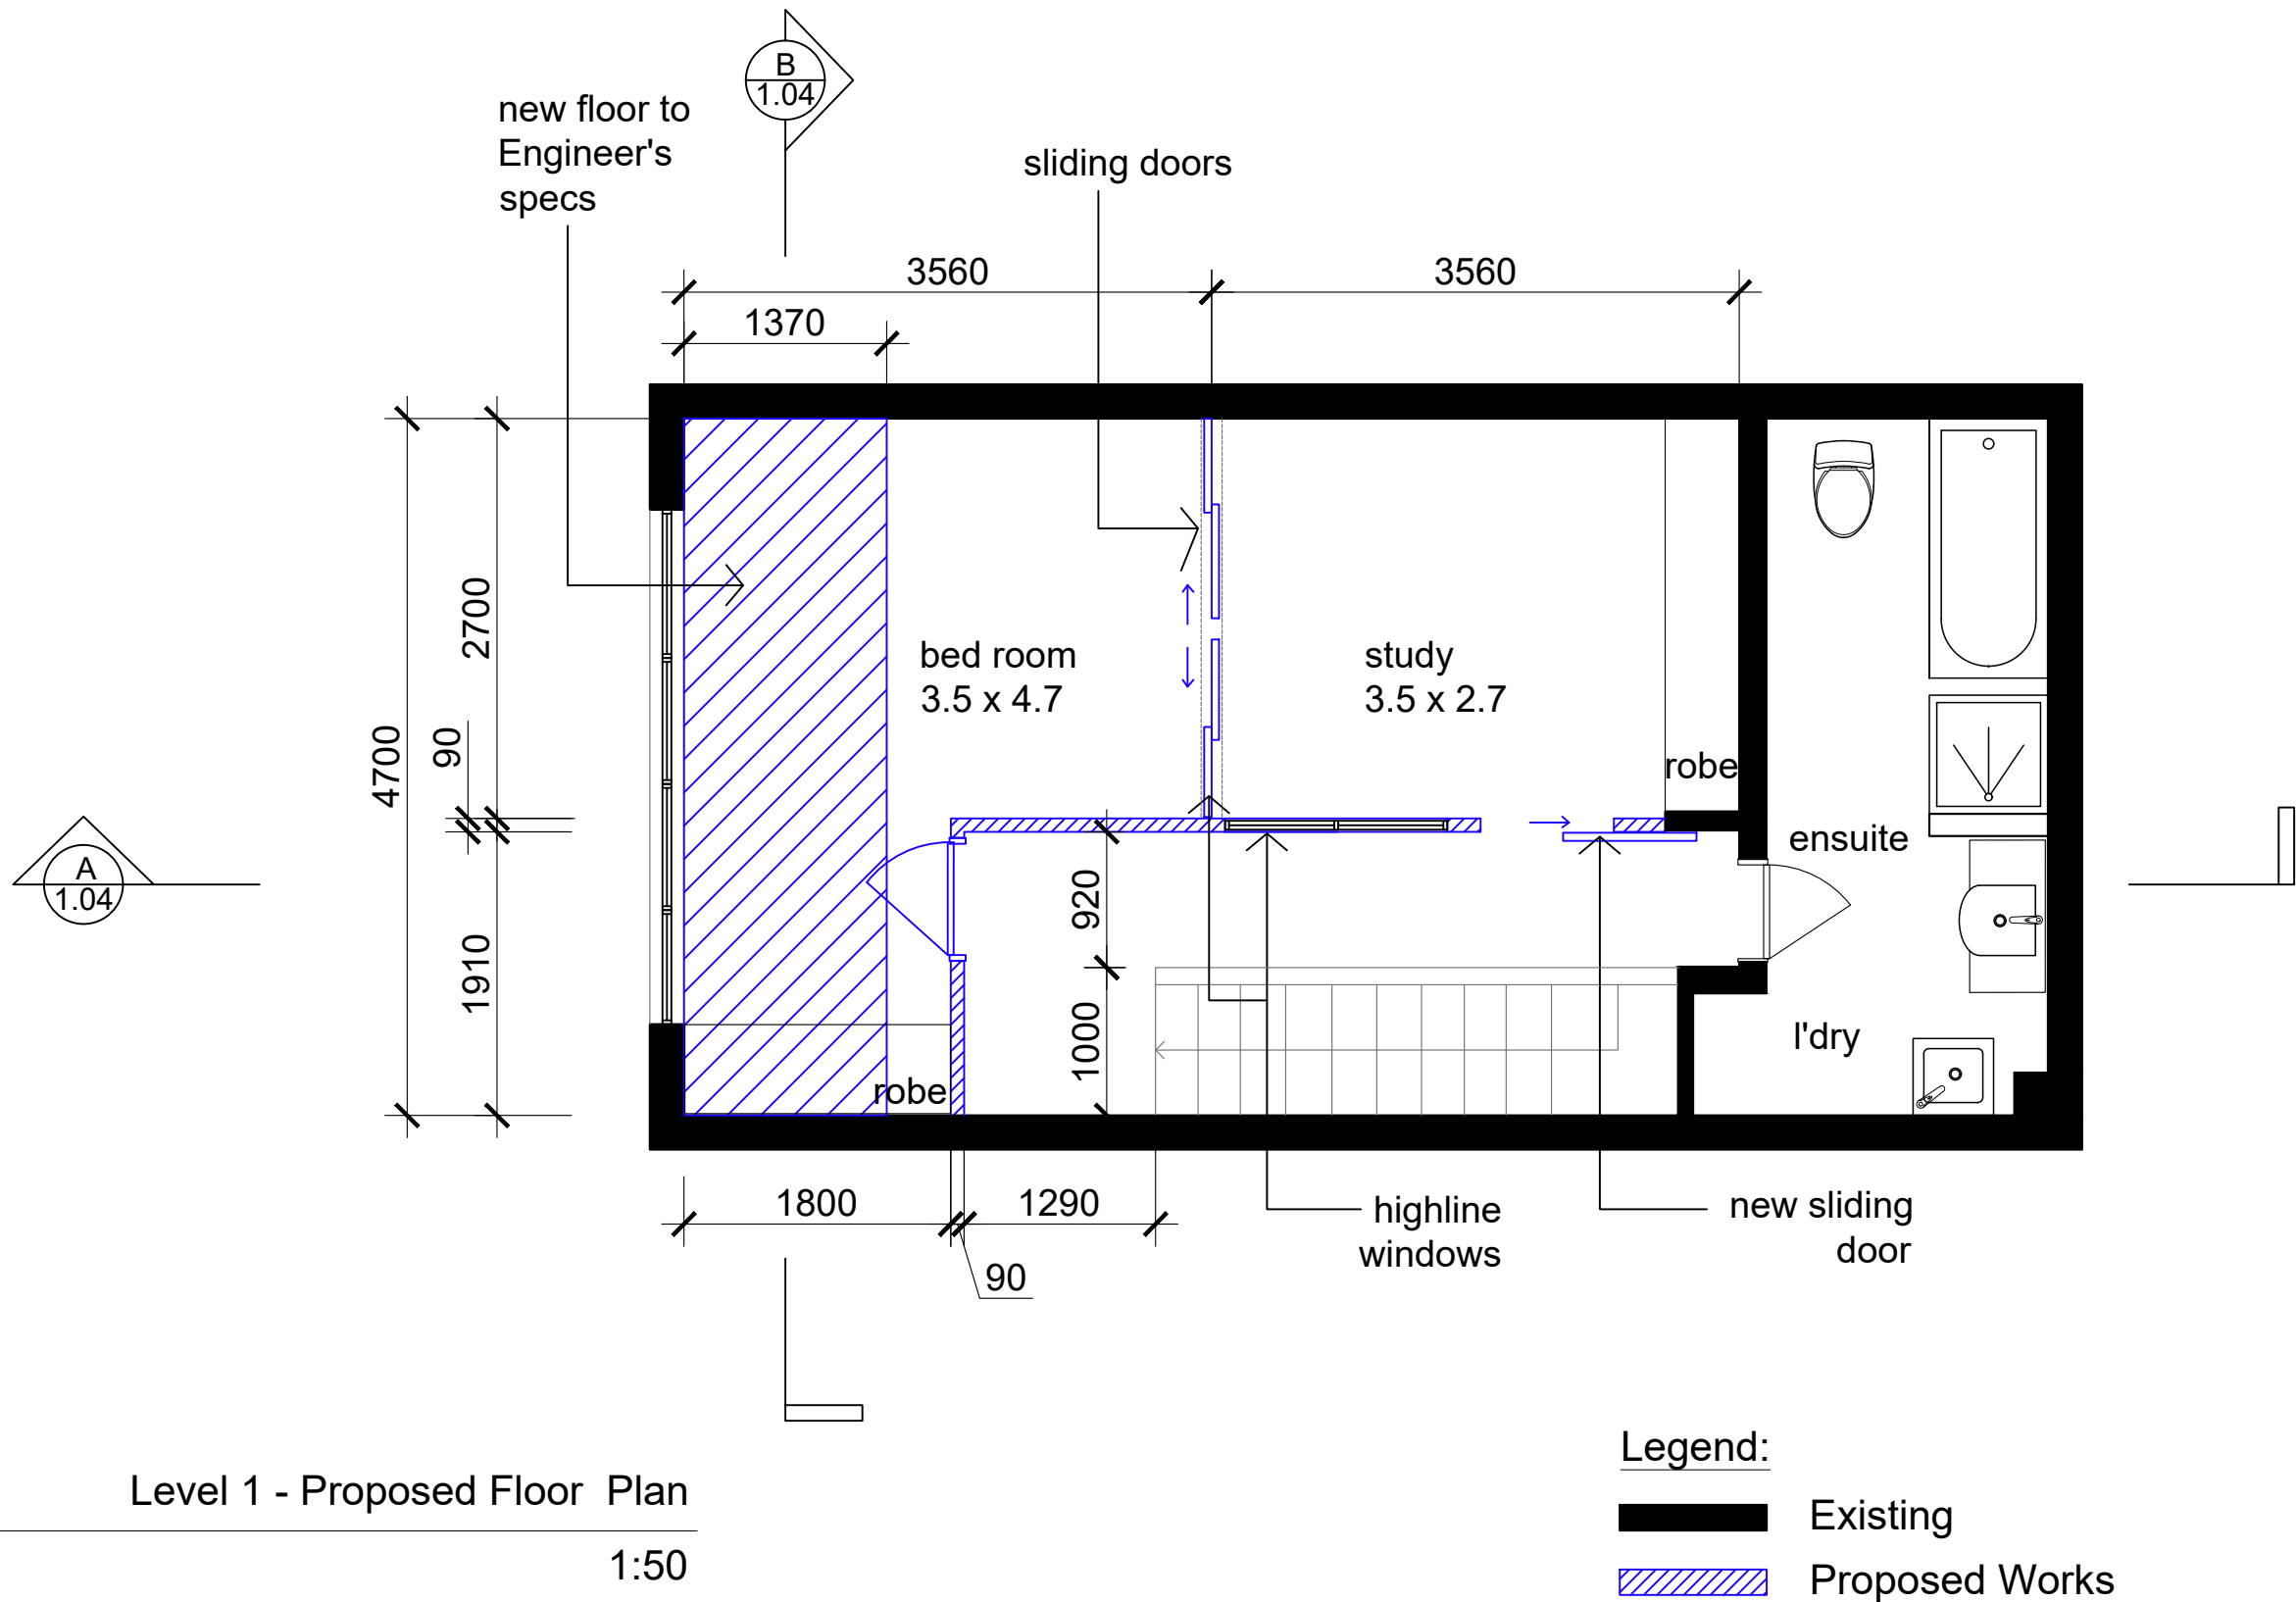 B
1.04
new floor to
Engineer's
specs
sliding doors
3560
3560
1370
2700
4700
90
1910
A
1.04
bed room
3.5 x 4.7
study
3.5 x 2.7
robe
ensuite
920
1000
l'dry
robe
1800
1290
90
highline
windows
new sliding
door
Level 1 - Proposed Floor Plan
1:50
Legend:
Existing
Proposed Works